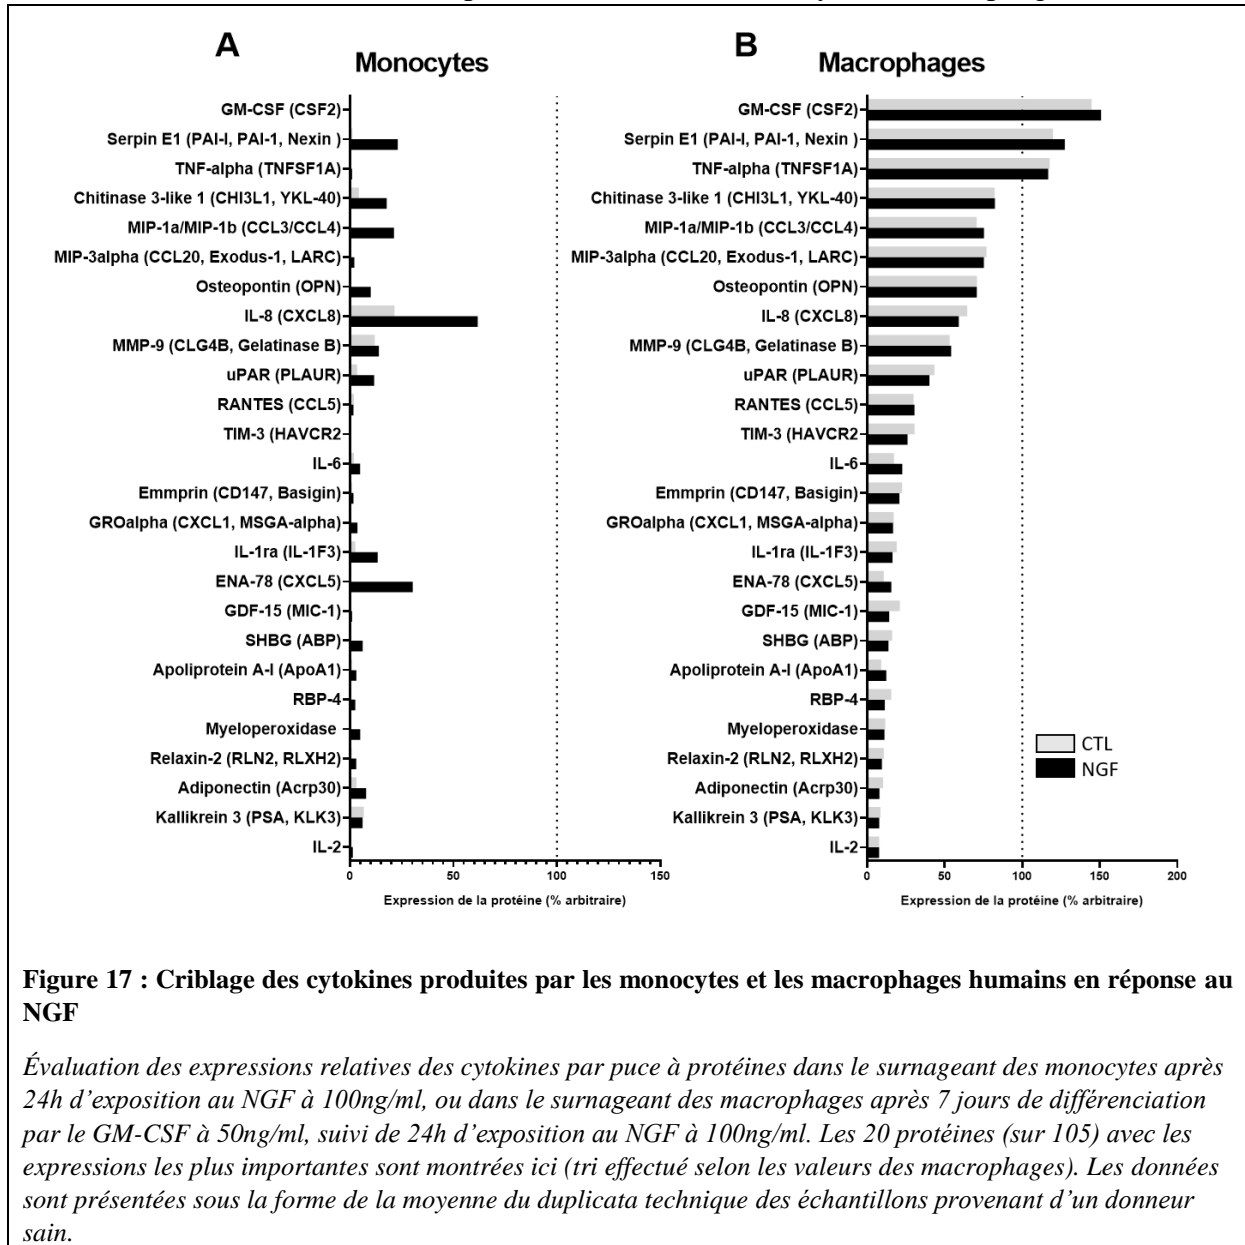 A
Monocytes
GM-CSF (CSF2)
Serpin E1 (PAI-I, PAI-1, Nexin )
TNF-alpha (TNFSF1A)
Chitinase 3-like 1 (CHI3L1, YKL-40)
MIP-1a/MIP-1b (CCL3/CCL4)
MIP-3alpha (CCL20, Exodus-1, LARC)
Osteopontin (OPN)
IL-8 (CXCL8)
MMP-9 (CLG4B, Gelatinase B)
uPAR (PLAUR)
RANTES (CCL5)
TIM-3 (HAVCR2
IL-6
Emmprin (CD147, Basigin)
GROalpha (CXCL1, MSGA-alpha)
IL-1ra (IL-1F3)
ENA-78 (CXCL5)
GDF-15 (MIC-1)
SHBG (ABP)
Apoliprotein A-I (ApoA1)
RBP-4
Myeloperoxidase
Relaxin-2 (RLN2, RLXH2)
Adiponectin (Acrp30)
Kallikrein 3 (PSA, KLK3)
IL-2
0 50 100 150
Expression de la protéine (% arbitraire)
B
Macrophages
GM-CSF (CSF2)
Serpin E1 (PAI-I, PAI-1, Nexin )
TNF-alpha (TNFSF1A)
Chitinase 3-like 1 (CHI3L1, YKL-40)
MIP-1a/MIP-1b (CCL3/CCL4)
MIP-3alpha (CCL20, Exodus-1, LARC)
Osteopontin (OPN)
IL-8 (CXCL8)
MMP-9 (CLG4B, Gelatinase B)
uPAR (PLAUR)
RANTES (CCL5)
TIM-3 (HAVCR2
IL-6
Emmprin (CD147, Basigin)
GROalpha (CXCL1, MSGA-alpha)
IL-1ra (IL-1F3)
ENA-78 (CXCL5)
GDF-15 (MIC-1)
SHBG (ABP)
Apoliprotein A-I (ApoA1)
RBP-4
Myeloperoxidase
Relaxin-2 (RLN2, RLXH2)
Adiponectin (Acrp30)
Kallikrein 3 (PSA, KLK3)
IL-2
0 50 100 150 200
Expression de la protéine (% arbitraire)
CTL
NGF
Figure 17 : Criblage des cytokines produites par les monocytes et les macrophages humains en réponse au
NGF
Évaluation des expressions relatives des cytokines par puce à protéines dans le surnageant des monocytes après
24h d’exposition au NGF à 100ng/ml, ou dans le surnageant des macrophages après 7 jours de différenciation
par le GM-CSF à 50ng/ml, suivi de 24h d’exposition au NGF à 100ng/ml. Les 20 protéines (sur 105) avec les
expressions les plus importantes sont montrées ici (tri effectué selon les valeurs des macrophages). Les données
sont présentées sous la forme de la moyenne du duplicata technique des échantillons provenant d’un donneur
sain.